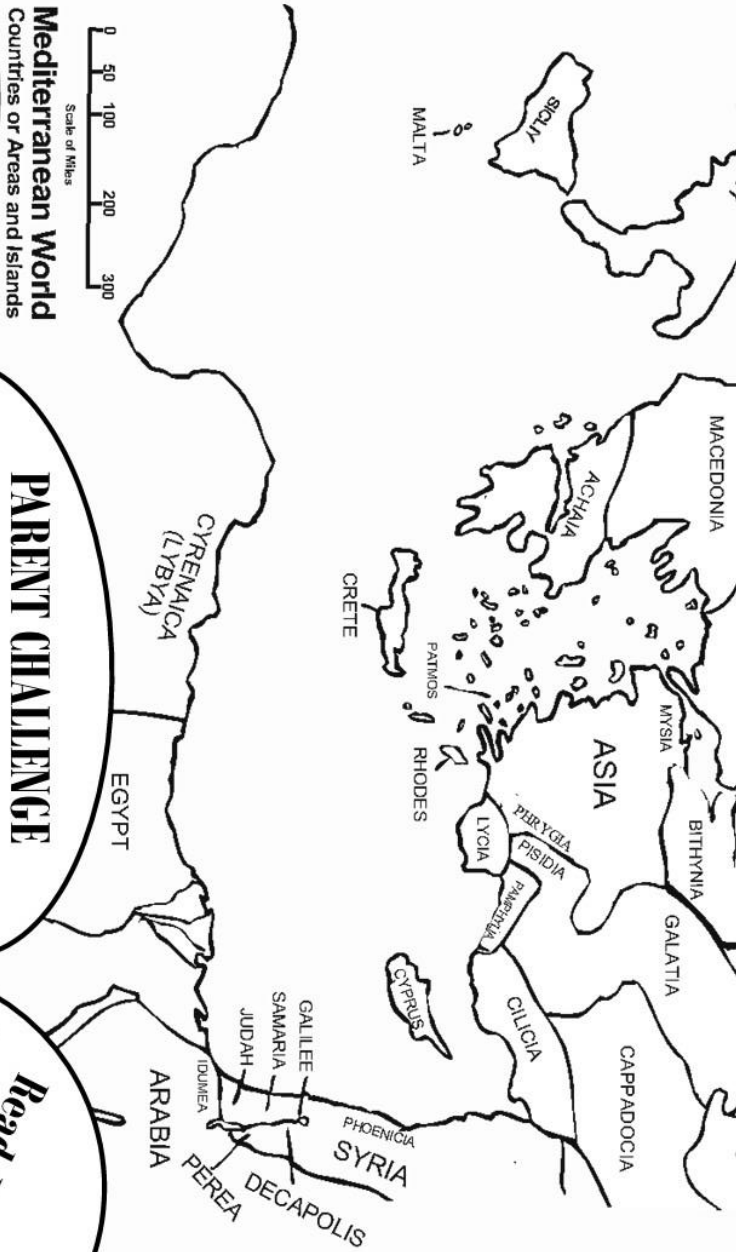 MACEDONIA
BITHYNIA
MYSIA
GALATIA
CAPPADOCIA
SICLIY
ACHAIA
ASIA
PHRYGIA
PISIDIA
LYCIA
PAMPHYLIA
CILICIA
MALTA
PATMOS
RHODES
CRETE
CYPRUS
PHOENICIA
SYRIA
GALILEE
SAMARIA
JUDAH
IDUMEA
DECAPOLIS
PEREA
ARABIA
CYRENAICA
(LYBYA)
EGYPT
Scale of Miles
0 50 100 200 300
Mediterranean World
Countries or Areas and Islands
PARENT CHALLENGE
Read